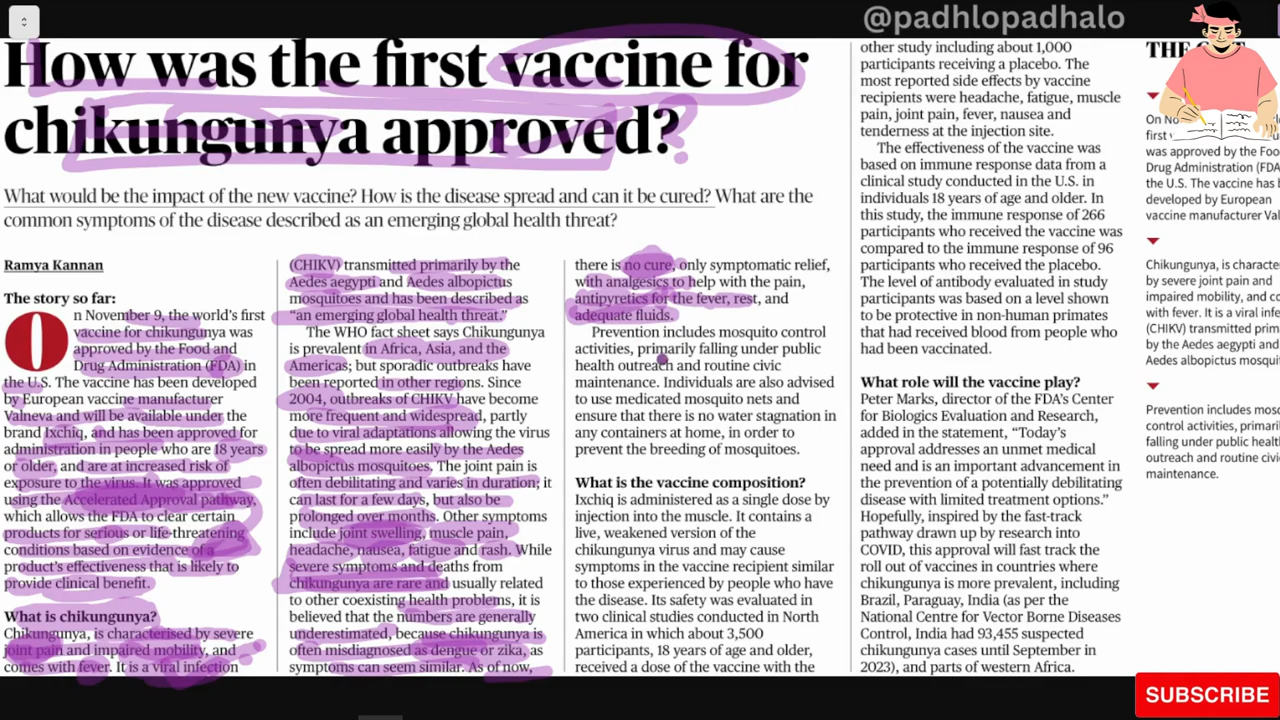 @padhlopadhalo
How was the first vaccine for
chikungunya approved?
What would be the impact of the new vaccine? How is the disease spread and can it be cured? What are the
common symptoms of the disease described as an emerging global health threat?
Ramya Kannan
The story so far:
On November 9, the world's first
vaccine for chikungunya was
approved by the Food and
Drug Administration (FDA) in
the U.S. The vaccine has been developed
by European vaccine manufacturer
Valneva and will be available under the
brand Ixchiq, and has been approved for
administration in people who are 18 years
or older, and are at increased risk of
exposure to the virus. It was approved
using the Accelerated Approval pathway,
which allows the FDA to clear certain
products for serious or life-threatening
conditions based on evidence of a
product's effectiveness that is likely to
provide clinical benefit.
What is chikungunya?
Chikungunya, is characterised by severe
joint pain and impaired mobility, and
comes with fever. It is a viral infection
(CHIKV) transmitted primarily by the
Aedes aegypti and Aedes albopictus
mosquitoes and has been described as
"an emerging global health threat."
The WHO fact sheet says Chikungunya
is prevalent in Africa, Asia, and the
Americas; but sporadic outbreaks have
been reported in other regions. Since
2004, outbreaks of CHIKV have become
more frequent and widespread, partly
due to viral adaptations allowing the virus
to be spread more easily by the Aedes
albopictus mosquitoes. The joint pain is
often debilitating and varies in duration; it
can last for a few days, but also be
prolonged over months. Other symptoms
include joint swelling, muscle pain,
headache, nausea, fatigue and rash. While
severe symptoms and deaths from
chikungunya are rare and usually related
to other coexisting health problems, it is
believed that the numbers are generally
underestimated, because chikungunya is
often misdiagnosed as dengue or zika, as
symptoms can seem similar. As of now,
there is no cure, only symptomatic relief,
with analgesics to help with the pain,
antipyretics for the fever, rest, and
adequate fluids.
Prevention includes mosquito control
activities, primarily falling under public
health outreach and routine civic
maintenance. Individuals are also advised
to use medicated mosquito nets and
ensure that there is no water stagnation in
any containers at home, in order to
prevent the breeding of mosquitoes.
What is the vaccine composition?
Ixchiq is administered as a single dose by
injection into the muscle. It contains a
live, weakened version of the
chikungunya virus and may cause
symptoms in the vaccine recipient similar
to those experienced by people who have
the disease. Its safety was evaluated in
two clinical studies conducted in North
America in which about 3,500
participants, 18 years of age and older,
received a dose of the vaccine with the
other study including about 1,000
participants receiving a placebo. The
most reported side effects by vaccine
recipients were headache, fatigue, muscle
pain, joint pain, fever, nausea and
tenderness at the injection site.
The effectiveness of the vaccine was
based on immune response data from a
clinical study conducted in the U.S. in
individuals 18 years of age and older. In
this study, the immune response of 266
participants who received the vaccine was
compared to the immune response of 96
participants who received the placebo.
The level of antibody evaluated in study
participants was based on a level shown
to be protective in non-human primates
that had received blood from people who
had been vaccinated.
What role will the vaccine play?
Peter Marks, director of the FDA's Center
for Biologics Evaluation and Research,
added in the statement, "Today's
approval addresses an unmet medical
need and is an important advancement in
the prevention of a potentially debilitating
disease with limited treatment options."
Hopefully, inspired by the fast-track
pathway drawn up by research into
COVID, this approval will fast track the
roll out of vaccines in countries where
chikungunya is more prevalent, including
Brazil, Paraguay, India (as per the
National Centre for Vector Borne Diseases
Control, India had 93,455 suspected
chikungunya cases until September in
2023), and parts of western Africa.
THE
On No
first
was approved by the Foo
Drug Administration (FDA
the U.S. The vaccine has
developed by European
vaccine manufacturer Val
Chikungunya, is characte
by severe joint pain and
impaired mobility, and co
with fever. It is a viral infe
(CHIKV) transmitted prim
by the Aedes aegypti and
Aedes albopictus mosquit
Prevention includes mosq
control activities, primari
falling under public health
outreach and routine civic
maintenance.
SUBSCRIBE